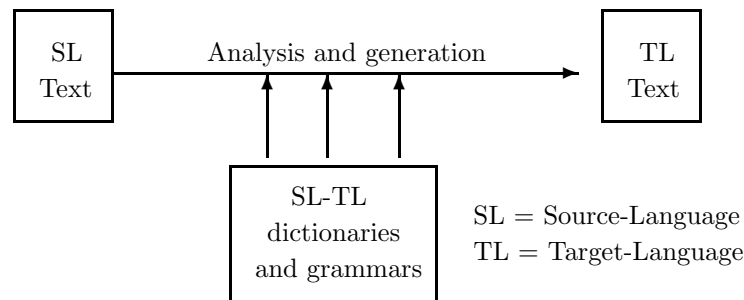 SL
Text
Analysis and generation
TL
Text
SL-TL
dictionaries
and grammars
SL = Source-Language
TL = Target-Language